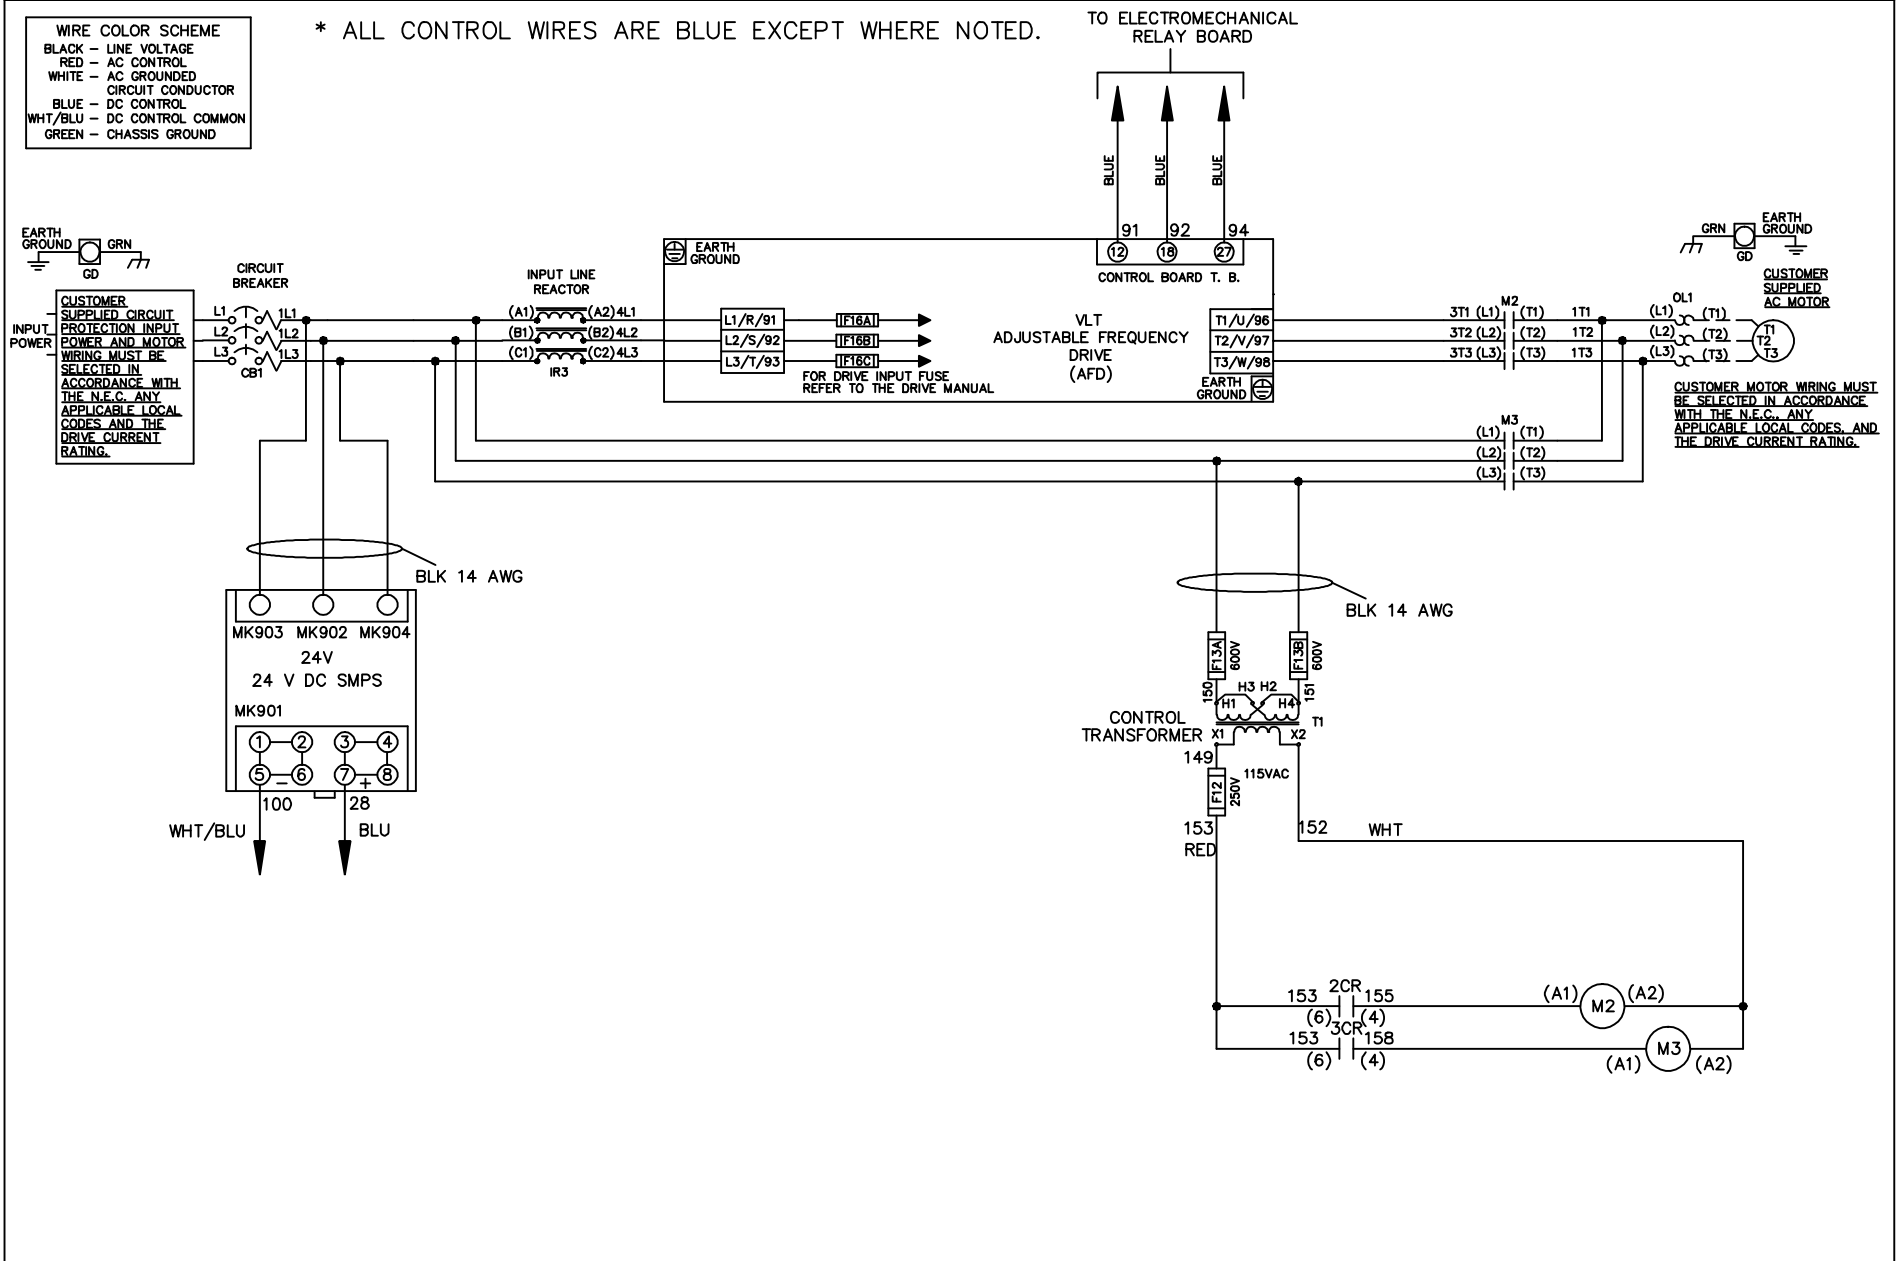 WIRE COLOR SCHEME
BLACK – LINE VOLTAGE
RED – AC CONTROL
WHITE – AC GROUNDED
CIRCUIT CONDUCTOR
BLUE – DC CONTROL
WHT/BLU – DC CONTROL COMMON
GREEN – CHASSIS GROUND
* ALL CONTROL WIRES ARE BLUE EXCEPT WHERE NOTED.
TO ELECTROMECHANICAL
RELAY BOARD
BLUE
BLUE
BLUE
91 92 94
12 18 27
CONTROL BOARD T. B.
EARTH
GROUND
GRN
GD
CUSTOMER
SUPPLIED CIRCUIT
PROTECTION INPUT
POWER AND MOTOR
WIRING MUST BE
SELECTED IN
ACCORDANCE WITH
THE N.E.C. ANY
APPLICABLE LOCAL
CODES AND THE
DRIVE CURRENT
RATING.
INPUT
POWER
CIRCUIT
BREAKER
L1 1L1
L2 1L2
L3 1L3
CB1
INPUT LINE
REACTOR
(A1) (A2) 4L1
(B1) (B2) 4L2
(C1) (C2) 4L3
IR3
EARTH
GROUND
L1/R/91 IF16A
L2/S/92 IF16B
L3/T/93 IF16C
FOR DRIVE INPUT FUSE
REFER TO THE DRIVE MANUAL
VLT
ADJUSTABLE FREQUENCY
DRIVE
(AFD)
T1/U/96
T2/V/97
T3/W/98
EARTH
GROUND
M2
3T1 (L1) (T1) 1T1
3T2 (L2) (T2) 1T2
3T3 (L3) (T3) 1T3
M3
(L1) (T1)
(L2) (T2)
(L3) (T3)
OL1
(L1) (T1)
(L2) (T2)
(L3) (T3)
T1
T2
T3
GRN
EARTH
GROUND
GD
CUSTOMER
SUPPLIED
AC MOTOR
CUSTOMER MOTOR WIRING MUST
BE SELECTED IN ACCORDANCE
WITH THE N.E.C., ANY
APPLICABLE LOCAL CODES, AND
THE DRIVE CURRENT RATING.
BLK 14 AWG
MK903 MK902 MK904
24V
24 V DC SMPS
MK901
1 2 3 4
5 – 6 7 + 8
100 28
WHT/BLU BLU
BLK 14 AWG
F13A 600V
F13B 600V
150 H3 H2 151
H1 H4
CONTROL
TRANSFORMER
T1
X1 X2
149
115VAC
F12 250V
153
RED
152 WHT
2CR
153 155
(6) (4)
(A1) M2 (A2)
3CR
153 158
(6) (4)
(A1) M3 (A2)